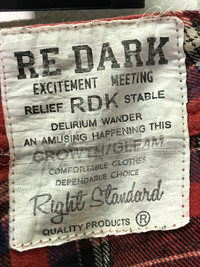 RE DARK
EXCITEMENT MEETING
RELIEF RDK STABLE
DELIRIUM WANDER
AN AMUSING HAPPENING THIS
GROWTH/GLEAM
COMFORTABLE CLOTHES
DEPENDABLE CHOICE
Right Standard
QUALITY PRODUCTS ®